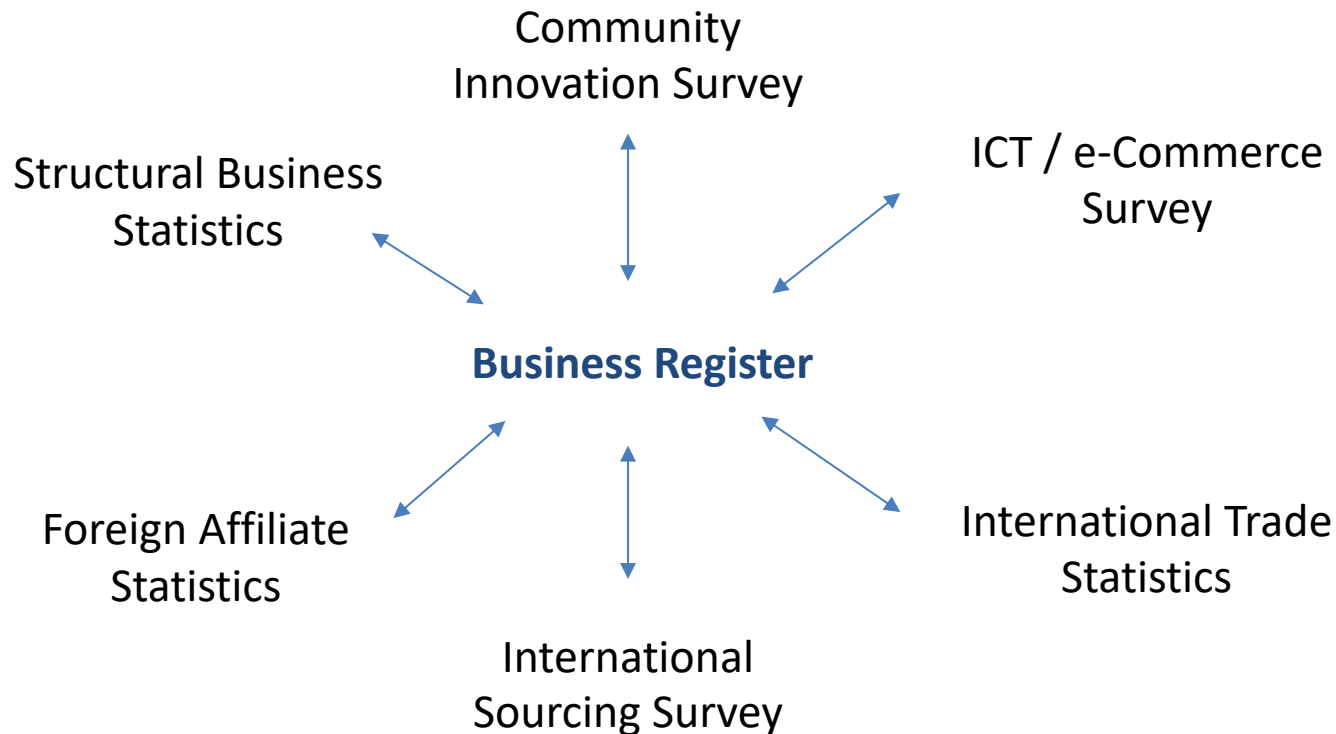 Community
Innovation Survey
Structural Business
Statistics
ICT / e-Commerce
Survey
Business Register
Foreign Affiliate
Statistics
International Trade
Statistics
International
Sourcing Survey